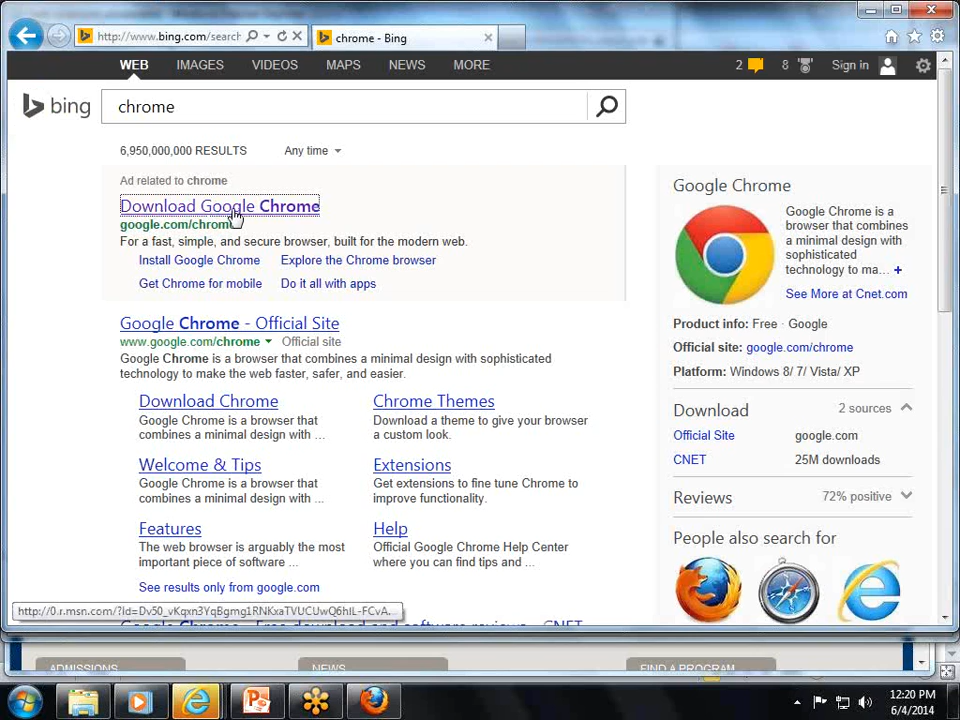 http://www.bing.com/search
chrome - Bing
WEB
IMAGES
VIDEOS
MAPS
NEWS
MORE
2
8
Sign in
bing
chrome
6,950,000,000 RESULTS
Any time
Ad related to chrome
Download Google Chrome
google.com/chrom
For a fast, simple, and secure browser, built for the modern web.
Install Google Chrome
Explore the Chrome browser
Get Chrome for mobile
Do it all with apps
Google Chrome - Official Site
www.google.com/chrome
Official site
Google Chrome is a browser that combines a minimal design with sophisticated
technology to make the web faster, safer, and easier.
Download Chrome
Google Chrome is a browser that
combines a minimal design with ...
Chrome Themes
Download a theme to give your browser
a custom look.
Welcome & Tips
Google Chrome is a browser that
combines a minimal design with ...
Extensions
Get extensions to fine tune Chrome to
improve functionality.
Features
The web browser is arguably the most
important piece of software ...
Help
Official Google Chrome Help Center
where you can find tips and ...
See results only from google.com
Google Chrome - Free download and software reviews - CNET
Google Chrome
Google Chrome is a
browser that combines
a minimal design with
sophisticated
technology to ma... +
See More at Cnet.com
Product info: Free · Google
Official site: google.com/chrome
Platform: Windows 8/ 7/ Vista/ XP
Download
2 sources
Official Site
google.com
CNET
25M downloads
Reviews
72% positive
People also search for
ADMISSIONS
NEWS
FIND A PROGRAM
12:20 PM
6/4/2014